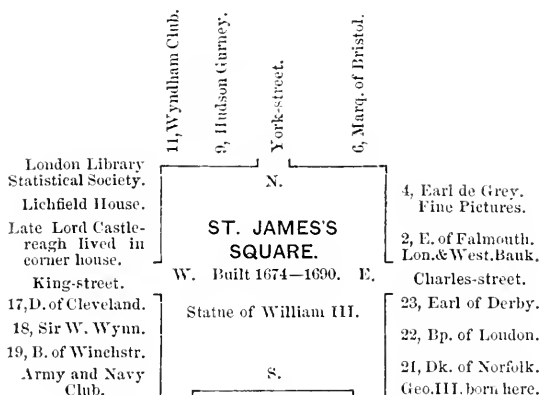 11, Wyndham Club.
9, Hudson Gurney.
York-street.
6, Marq. of Bristol.
London Library
Statistical Society.
Lichfield House.
Late Lord Castle-
reagh lived in
corner house.
King-street.
17, D. of Cleveland.
18, Sir W. Wynn.
19, B. of Winchstr.
Army and Navy
Club.
N.
ST. JAMES'S
SQUARE.
W. Built 1674—1690. E.
Statue of William III.
S.
4, Earl de Grey.
Fine Pictures.
2, E. of Falmouth.
Lon. & West. Bank.
Charles-street.
23, Earl of Derby.
22, Bp. of London.
21, Dk. of Norfolk.
Geo. III. born here.